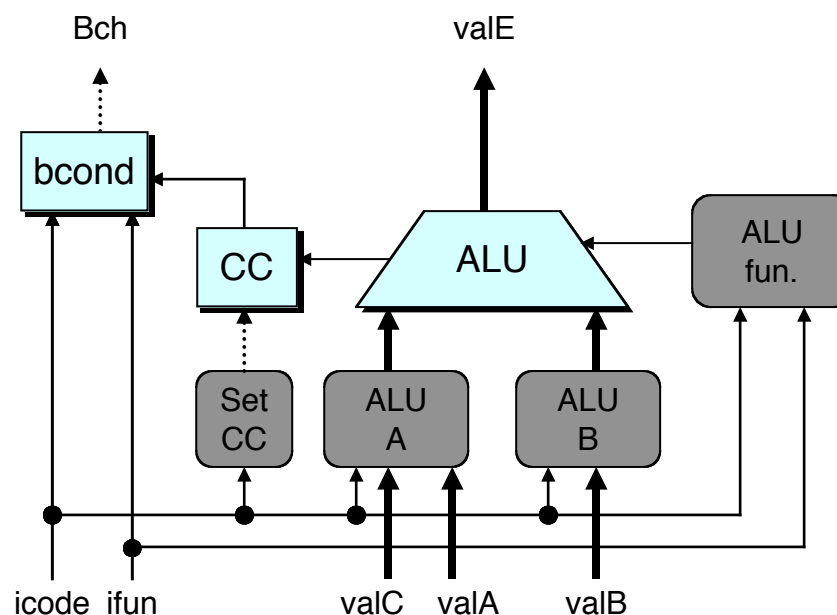 Bch
valE
bcond
CC
ALU
ALU
fun.
Set
CC
ALU
A
ALU
B
icode
ifun
valC
valA
valB